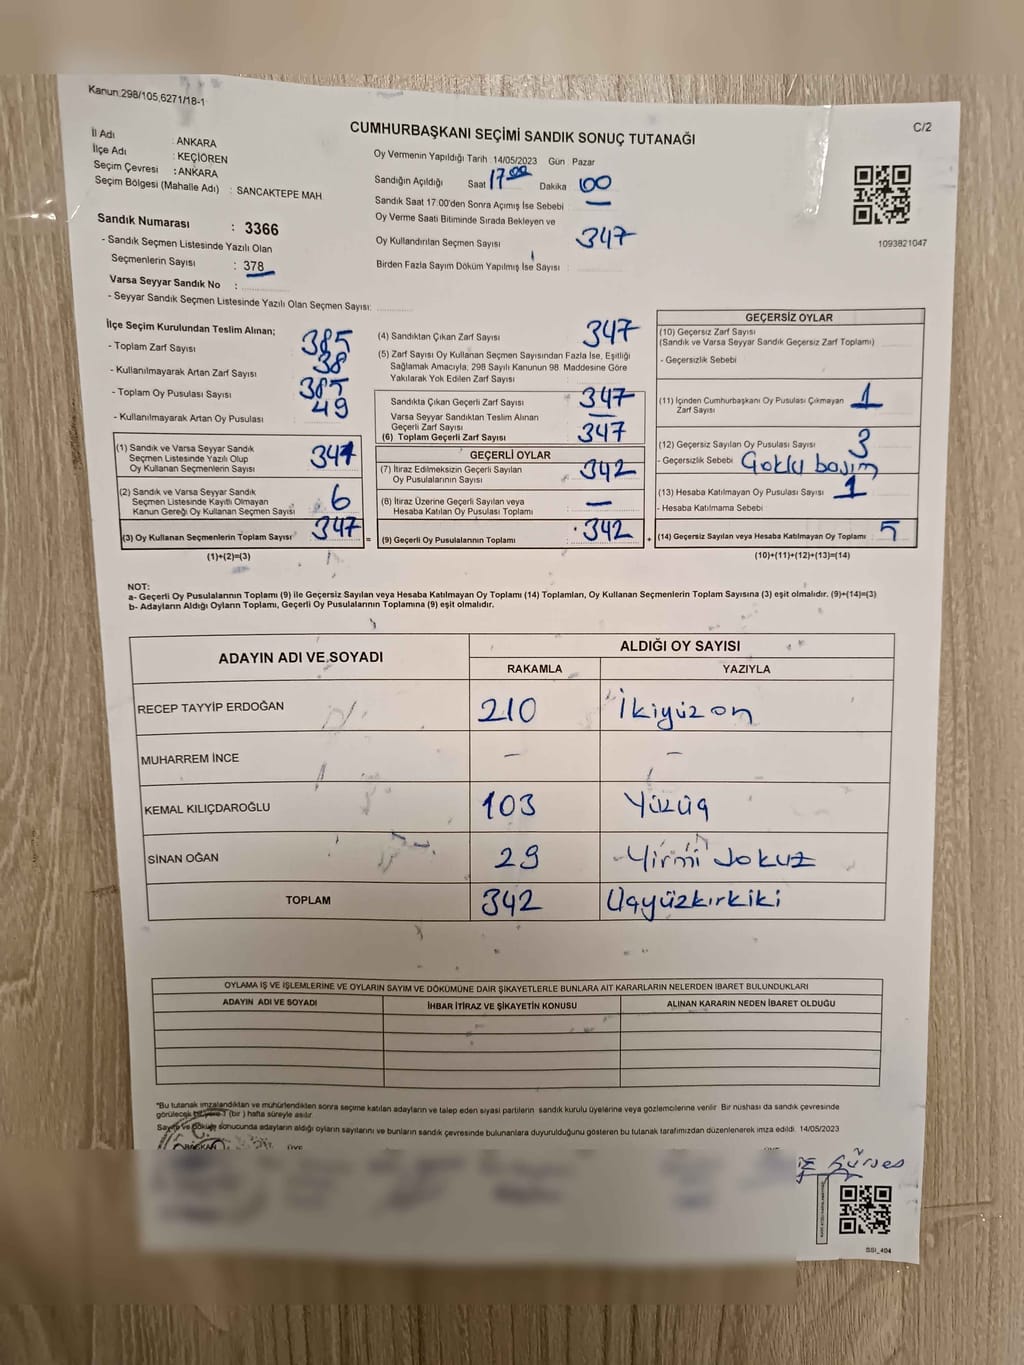 Kanun:298/105,6271/18-1
C/2
CUMHURBAŞKANI SEÇİMİ SANDIK SONUÇ TUTANAĞI
İl Adı : ANKARA
İlçe Adı : KEÇİÖREN
Seçim Çevresi : ANKARA
Seçim Bölgesi (Mahalle Adı) : SANCAKTEPE MAH
Sandık Numarası : 3366
- Sandık Seçmen Listesinde Yazılı Olan
Seçmenlerin Sayısı : 378
Varsa Seyyar Sandık No :
- Seyyar Sandık Seçmen Listesinde Yazılı Olan Seçmen Sayısı:
Oy Vermenin Yapıldığı Tarih : 14/05/2023 Gün : Pazar
Sandığın Açıldığı Saat 17:00 Dakika 00
Sandık Saat 17.00'den Sonra Açımış İse Sebebi : —
Oy Verme Saati Bitiminde Sırada Bekleyen ve
Oy Kullandırılan Seçmen Sayısı 347
Birden Fazla Sayım Döküm Yapılmış İse Sayısı :
1093821047
İlçe Seçim Kurulundan Teslim Alınan;
- Toplam Zarf Sayısı : 385
- Kullanılmayarak Artan Zarf Sayısı : 38
- Toplam Oy Pusulası Sayısı : 385
- Kullanılmayarak Artan Oy Pusulası : 49
(1) Sandık ve Varsa Seyyar Sandık
Seçmen Listesinde Yazılı Olup
Oy Kullanan Seçmenlerin Sayısı : 347
(2) Sandık ve Varsa Seyyar Sandık
Seçmen Listesinde Kayıtlı Olmayan
Kanun Gereği Oy Kullanan Seçmen Sayısı : 6
(3) Oy Kullanan Seçmenlerin Toplam Sayısı : 347
(1)+(2)=(3)
(4) Sandıktan Çıkan Zarf Sayısı : 347
(5) Zarf Sayısı Oy Kullanan Seçmen Sayısından Fazla İse, Eşitliği
Sağlamak Amacıyla; 298 Sayılı Kanunun 98. Maddesine Göre
Yakılarak Yok Edilen Zarf Sayısı :
Sandıkta Çıkan Geçerli Zarf Sayısı : 347
Varsa Seyyar Sandıktan Teslim Alınan
Geçerli Zarf Sayısı : —
(6) Toplam Geçerli Zarf Sayısı : 347
GEÇERLİ OYLAR
(7) İtiraz Edilmeksizin Geçerli Sayılan
Oy Pusulalarının Sayısı : 342
(8) İtiraz Üzerine Geçerli Sayılan veya
Hesaba Katılan Oy Pusulası Toplamı : —
= (9) Geçerli Oy Pusulalarının Toplamı : 342
GEÇERSİZ OYLAR
(10) Geçersiz Zarf Sayısı
(Sandık ve Varsa Seyyar Sandık Geçersiz Zarf Toplamı)
- Geçersizlik Sebebi
(11) İçinden Cumhurbaşkanı Oy Pusulası Çıkmayan
Zarf Sayısı : 1
(12) Geçersiz Sayılan Oy Pusulası Sayısı : 3
- Geçersizlik Sebebi
(13) Hesaba Katılmayan Oy Pusulası Sayısı : 1
- Hesaba Katılmama Sebebi
+ (14) Geçersiz Sayılan veya Hesaba Katılmayan Oy Toplamı : 5
(10)+(11)+(12)+(13)=(14)
NOT:
a- Geçerli Oy Pusulalarının Toplamı (9) ile Geçersiz Sayılan veya Hesaba Katılmayan Oy Toplamı (14) Toplamları, Oy Kullanan Seçmenlerin Toplam Sayısına (3) eşit olmalıdır. (9)+(14)=(3)
b- Adayların Aldığı Oyların Toplamı, Geçerli Oy Pusulalarının Toplamına (9) eşit olmalıdır.
ADAYIN ADI VE SOYADI
ALDIĞI OY SAYISI
RAKAMLA YAZIYLA
RECEP TAYYİP ERDOĞAN 210 İkiyüzon
MUHARREM İNCE - -
KEMAL KILIÇDAROĞLU 103 Yüzüç
SİNAN OĞAN 29 Yirmi dokuz
TOPLAM 342 Üçyüzkırkiki
OYLAMA İŞ VE İŞLEMLERİNE VE OYLARIN SAYIM VE DÖKÜMÜNE DAİR ŞİKAYETLERLE BUNLARA AİT KARARLARIN NELERDEN İBARET BULUNDUKLARI
ADAYIN ADI VE SOYADI İHBAR İTİRAZ VE ŞİKAYETİN KONUSU ALINAN KARARIN NEDEN İBARET OLDUĞU
*Bu tutanak imzalandıktan ve mühürlendikten sonra seçime katılan adayların ve talep eden siyasi partilerin sandık kurulu üyelerine veya gözlemcilerine verilir Bir nüshası da sandık çevresinde
görülecek bir yere 1 (bir ) hafta süreyle asılır
Sayım ve döküm sonucunda adayların aldığı oyların sayıtarını ve bunların sandık çevresinde bulunanlara duyurulduğunu gösteren bu tutanak tarafımızdan düzenlenerek imza edildi. 14/05/2023
BAŞKAN ÜYE
Gürses
SSI_404